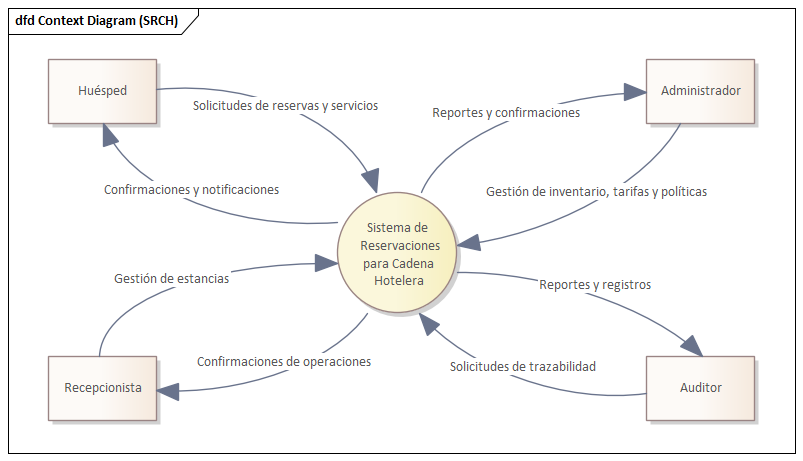 dfd Context Diagram (SRCH)
Huésped
Administrador
Solicitudes de reservas y servicios
Reportes y confirmaciones
Confirmaciones y notificaciones
Gestión de inventario, tarifas y políticas
Sistema de
Reservaciones
para Cadena
Hotelera
Gestión de estancias
Reportes y registros
Confirmaciones de operaciones
Solicitudes de trazabilidad
Recepcionista
Auditor